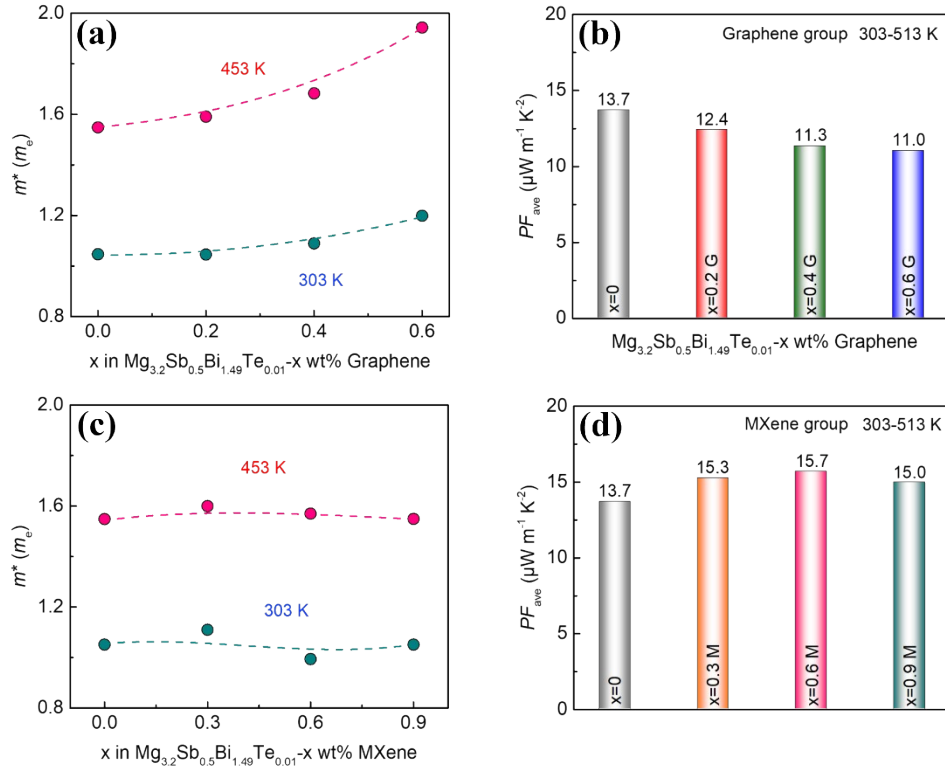 (a)
2.0
1.6
1.2
0.8
m* (mₑ)
453 K
303 K
0.0 0.2 0.4 0.6
x in Mg₃.₂Sb₀.₅Bi₁.₄₉Te₀.₀₁-x wt% Graphene
(b)
Graphene group 303-513 K
20
15
10
5
0
PFₐᵥₑ (µW m⁻¹ K⁻²)
13.7
12.4
11.3
11.0
x=0
x=0.2 G
x=0.4 G
x=0.6 G
Mg₃.₂Sb₀.₅Bi₁.₄₉Te₀.₀₁-x wt% Graphene
(c)
2.0
1.6
1.2
0.8
m* (mₑ)
453 K
303 K
0.0 0.3 0.6 0.9
x in Mg₃.₂Sb₀.₅Bi₁.₄₉Te₀.₀₁-x wt% MXene
(d)
MXene group 303-513 K
20
15
10
5
0
PFₐᵥₑ (µW m⁻¹ K⁻²)
13.7
15.3
15.7
15.0
x=0
x=0.3 M
x=0.6 M
x=0.9 M